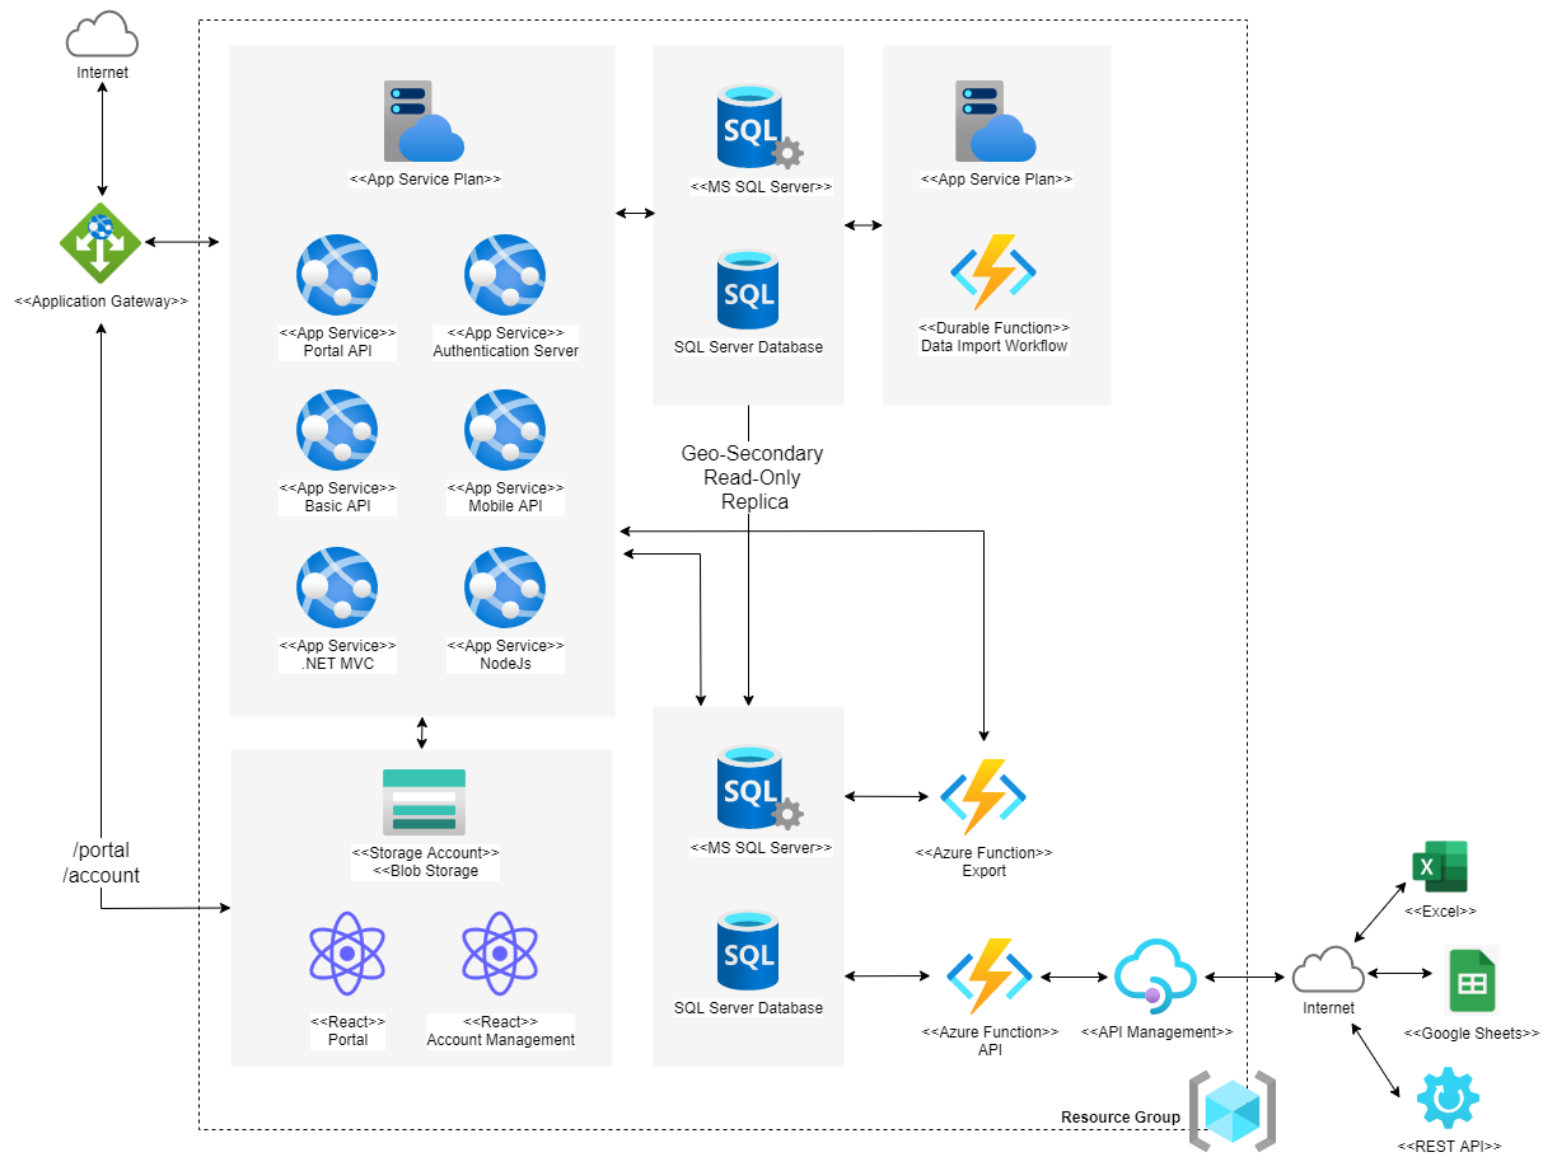 Internet
<<Application Gateway>>
/portal
/account
<<App Service Plan>>
<<App Service>>
Portal API
<<App Service>>
Authentication Server
<<App Service>>
Basic API
<<App Service>>
Mobile API
<<App Service>>
.NET MVC
<<App Service>>
NodeJs
<<Storage Account>>
<<Blob Storage
<<React>>
Portal
<<React>>
Account Management
SQL
<<MS SQL Server>>
SQL
SQL Server Database
<<App Service Plan>>
<<Durable Function>>
Data Import Workflow
Geo-Secondary
Read-Only
Replica
SQL
<<MS SQL Server>>
SQL
SQL Server Database
<<Azure Function>>
Export
<<Azure Function>>
API
<<API Management>>
Internet
X
<<Excel>>
<<Google Sheets>>
<<REST API>>
Resource Group